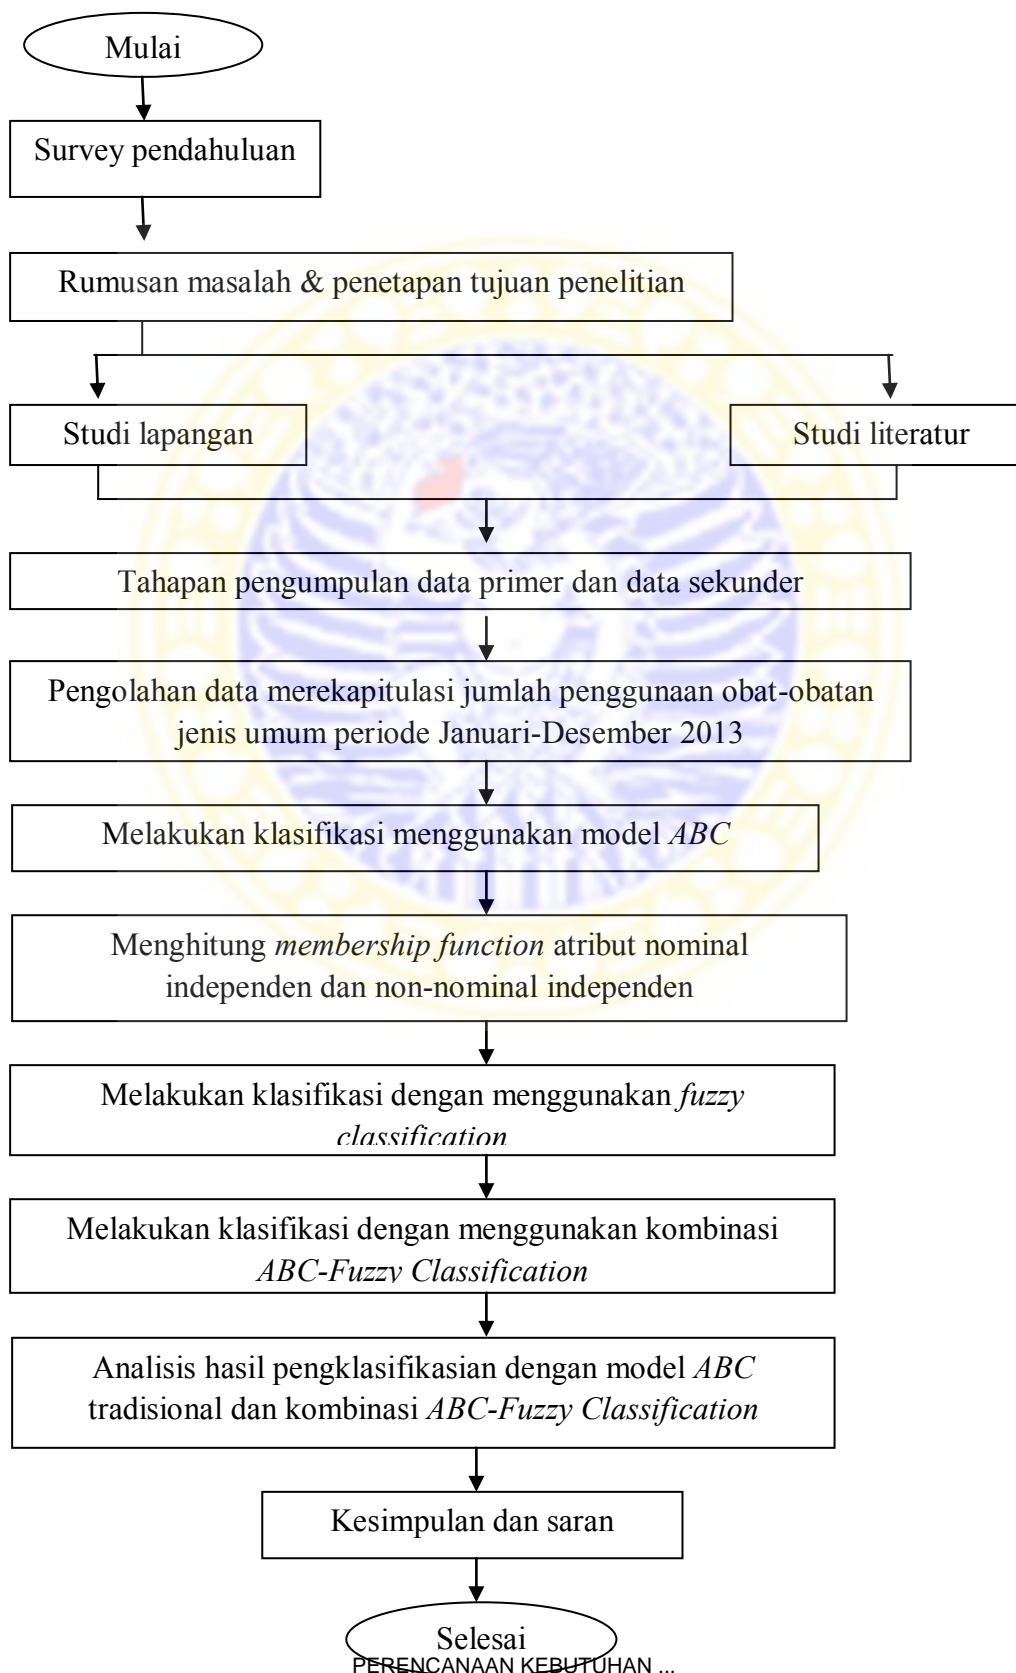 Mulai
Survey pendahuluan
Rumusan masalah & penetapan tujuan penelitian
Studi lapangan
Studi literatur
Tahapan pengumpulan data primer dan data sekunder
Pengolahan data merekapitulasi jumlah penggunaan obat-obatan
jenis umum periode Januari-Desember 2013
Melakukan klasifikasi menggunakan model ABC
Menghitung membership function atribut nominal
independen dan non-nominal independen
Melakukan klasifikasi dengan menggunakan fuzzy
classification
Melakukan klasifikasi dengan menggunakan kombinasi
ABC-Fuzzy Classification
Analisis hasil pengklasifikasian dengan model ABC
tradisional dan kombinasi ABC-Fuzzy Classification
Kesimpulan dan saran
Selesai
PERENCANAAN KEBUTUHAN ...